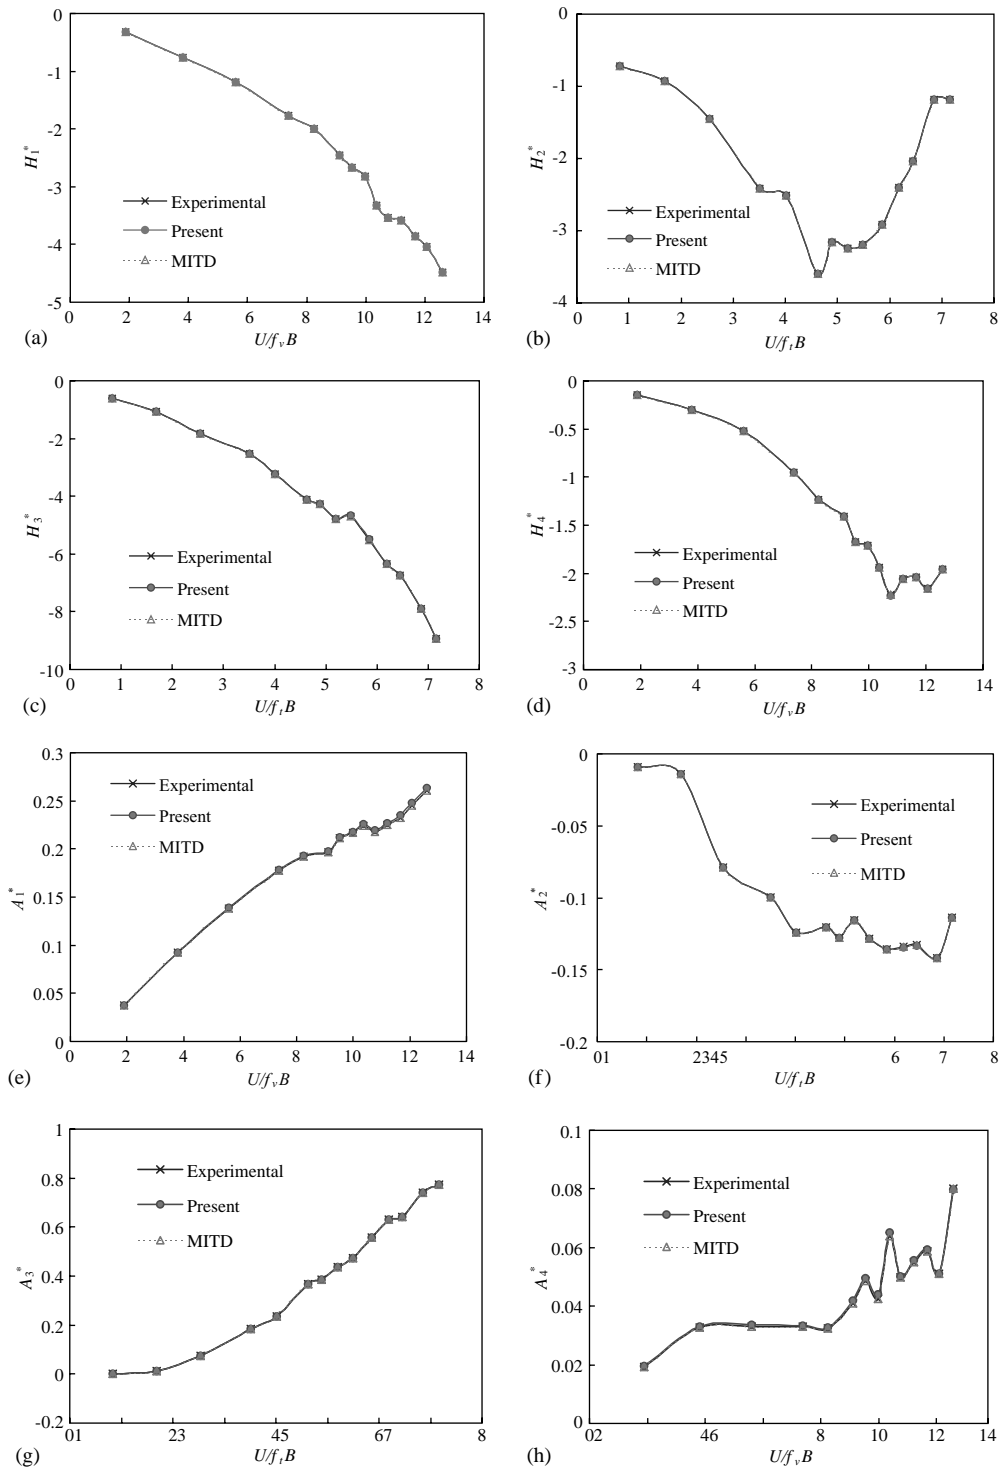 0
-1
-2
-3
-4
-5
H1*
Experimental
Present
MITD
0 2 4 6 8 10 12 14
(a)
U/fvB
0
-1
-2
-3
-4
H2*
Experimental
Present
MITD
0 1 2 3 4 5 6 7 8
(b)
U/ftB
0
-2
-4
-6
-8
-10
H3*
Experimental
Present
MITD
0 1 2 3 4 5 6 7 8
(c)
U/ftB
0
-0.5
-1
-1.5
-2
-2.5
-3
H4*
Experimental
Present
MITD
0 2 4 6 8 10 12 14
(d)
U/fvB
0.3
0.25
0.2
0.15
0.1
0.05
0
A1*
Experimental
Present
MITD
0 2 4 6 8 10 12 14
(e)
U/fvB
0
-0.05
-0.1
-0.15
-0.2
A2*
Experimental
Present
MITD
01 2345 6 7 8
(f)
U/ftB
1
0.8
0.6
0.4
0.2
0
-0.2
A3*
Experimental
Present
MITD
01 23 45 67 8
(g)
U/ftB
0.1
0.08
0.06
0.04
0.02
0
A4*
Experimental
Present
MITD
02 46 8 10 12 14
(h)
U/fvB